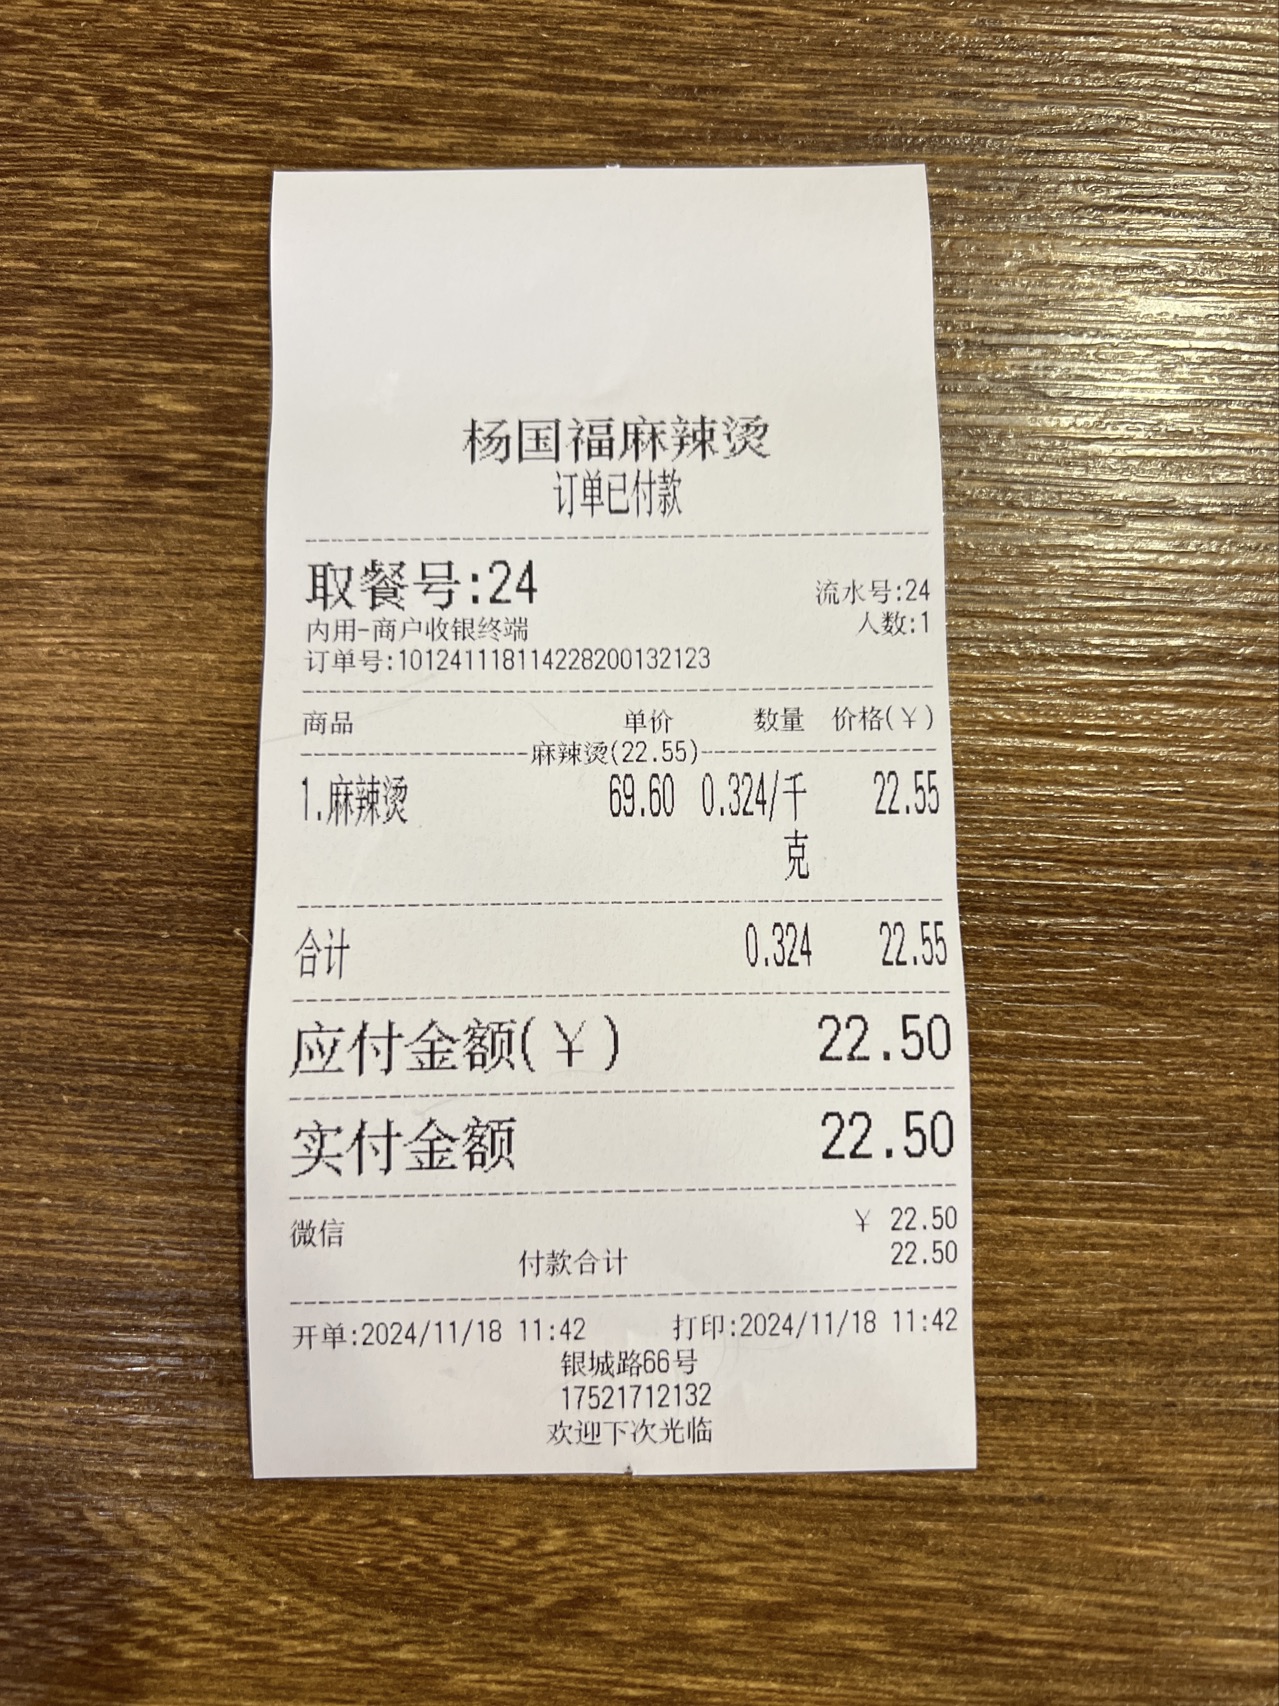 杨国福麻辣烫
订单已付款
取餐号:24 流水号:24
内用-商户收银终端 人数:1
订单号:101241118114228200132123
商品 单价 数量 价格(¥)
麻辣烫(22.55)
1.麻辣烫 69.60 0.324/千 22.55
克
合计 0.324 22.55
应付金额(¥) 22.50
实付金额 22.50
微信 ¥ 22.50
付款合计 22.50
开单:2024/11/18 11:42 打印:2024/11/18 11:42
银城路66号
17521712132
欢迎下次光临